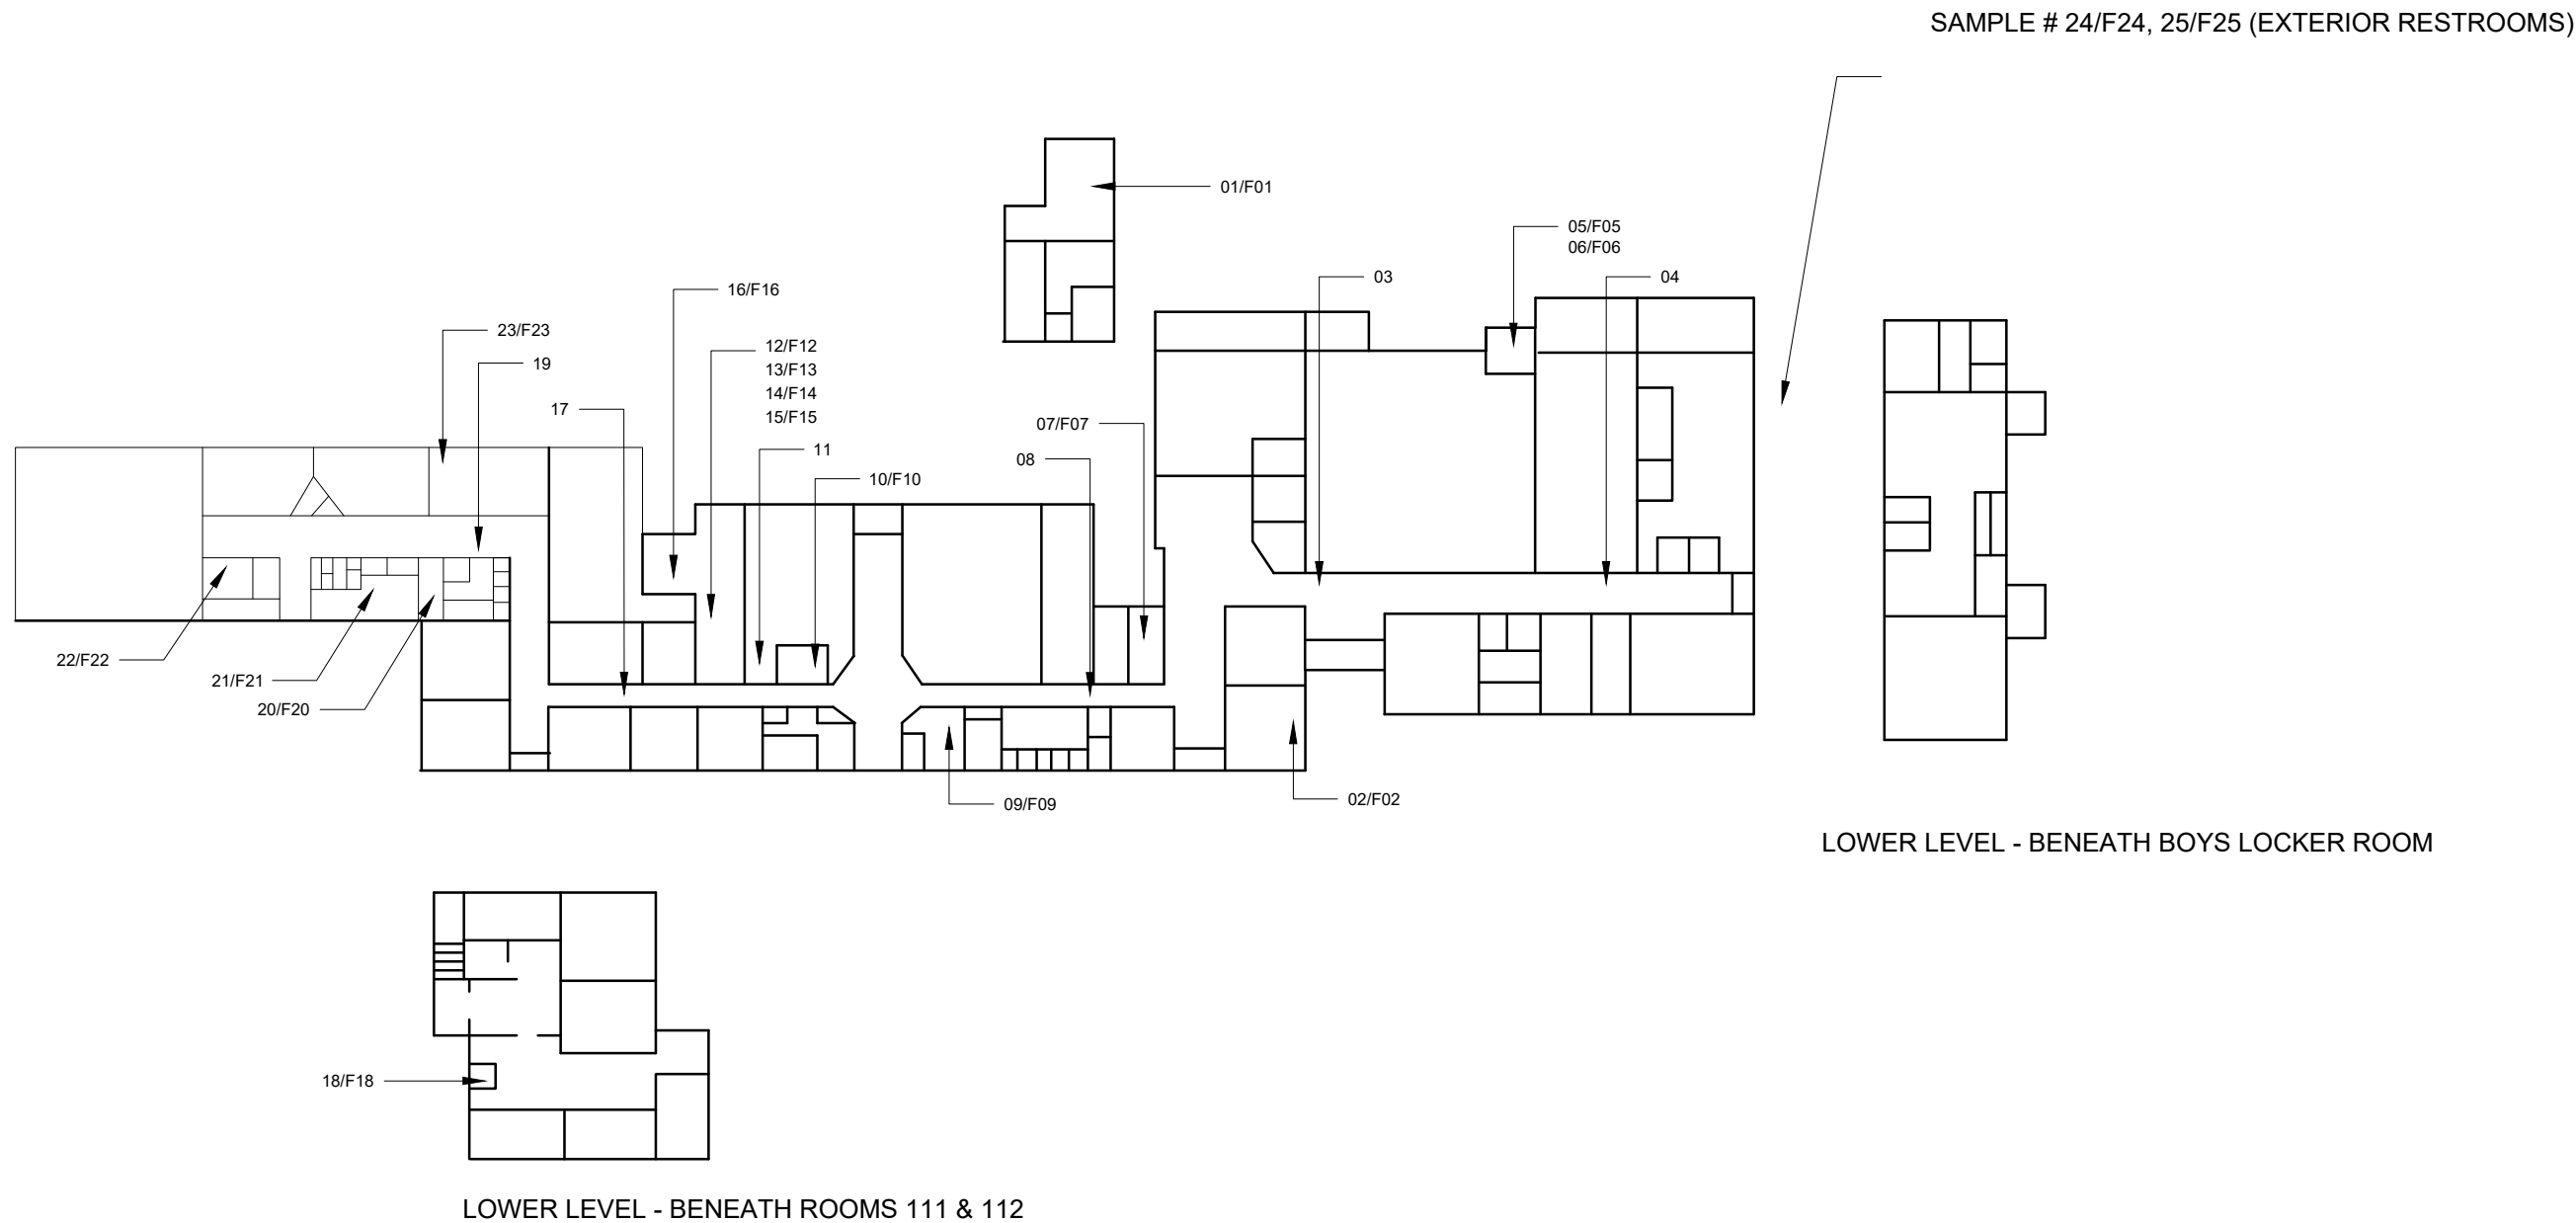 SAMPLE # 24/F24, 25/F25 (EXTERIOR RESTROOMS)
01/F01
05/F05
06/F06
03
04
16/F16
23/F23
12/F12
13/F13
14/F14
15/F15
19
17
07/F07
11
08
10/F10
22/F22
21/F21
20/F20
09/F09
02/F02
LOWER LEVEL - BENEATH BOYS LOCKER ROOM
18/F18
LOWER LEVEL - BENEATH ROOMS 111 & 112